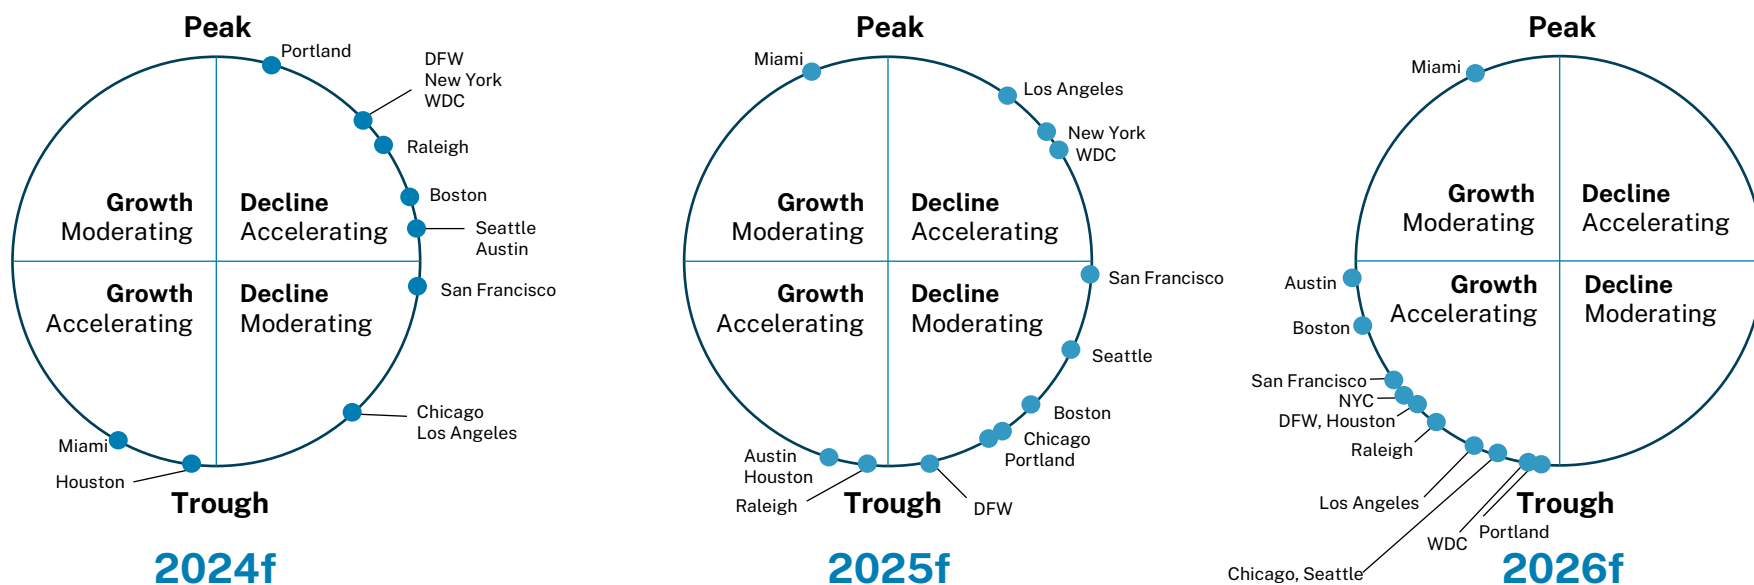 Peak
Portland
DFW
New York
WDC
Raleigh
Boston
Seattle
Austin
San Francisco
Chicago
Los Angeles
Miami
Houston
Growth
Moderating
Decline
Accelerating
Growth
Accelerating
Decline
Moderating
Trough
2024f
Peak
Miami
Los Angeles
New York
WDC
San Francisco
Seattle
Boston
Chicago
Portland
DFW
Austin
Houston
Raleigh
Growth
Moderating
Decline
Accelerating
Growth
Accelerating
Decline
Moderating
Trough
2025f
Peak
Miami
Growth
Moderating
Decline
Accelerating
Growth
Accelerating
Decline
Moderating
Austin
Boston
San Francisco
NYC
DFW, Houston
Raleigh
Los Angeles
Trough
WDC
Portland
Chicago, Seattle
2026f